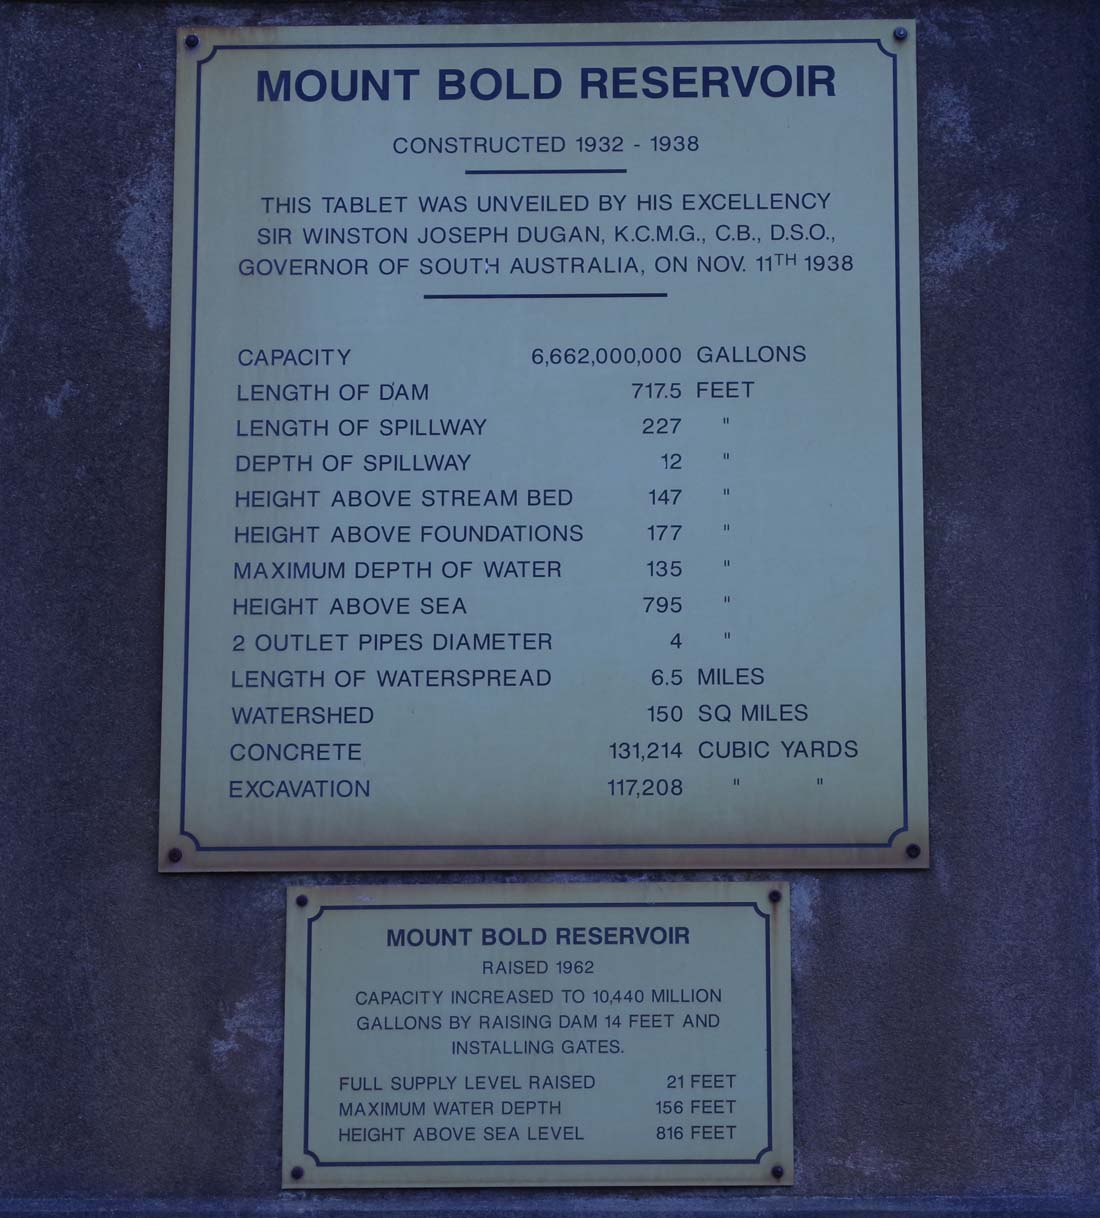 MOUNT BOLD RESERVOIR
CONSTRUCTED 1932 - 1938
THIS TABLET WAS UNVEILED BY HIS EXCELLENCY
SIR WINSTON JOSEPH DUGAN, K.C.M.G., C.B., D.S.O.,
GOVERNOR OF SOUTH AUSTRALIA, ON NOV. 11TH 1938
CAPACITY 6,662,000,000 GALLONS
LENGTH OF DAM 717.5 FEET
LENGTH OF SPILLWAY 227 "
DEPTH OF SPILLWAY 12 "
HEIGHT ABOVE STREAM BED 147 "
HEIGHT ABOVE FOUNDATIONS 177 "
MAXIMUM DEPTH OF WATER 135 "
HEIGHT ABOVE SEA 795 "
2 OUTLET PIPES DIAMETER 4 "
LENGTH OF WATERSPREAD 6.5 MILES
WATERSHED 150 SQ MILES
CONCRETE 131,214 CUBIC YARDS
EXCAVATION 117,208 " "
MOUNT BOLD RESERVOIR
RAISED 1962
CAPACITY INCREASED TO 10,440 MILLION
GALLONS BY RAISING DAM 14 FEET AND
INSTALLING GATES.
FULL SUPPLY LEVEL RAISED 21 FEET
MAXIMUM WATER DEPTH 156 FEET
HEIGHT ABOVE SEA LEVEL 816 FEET